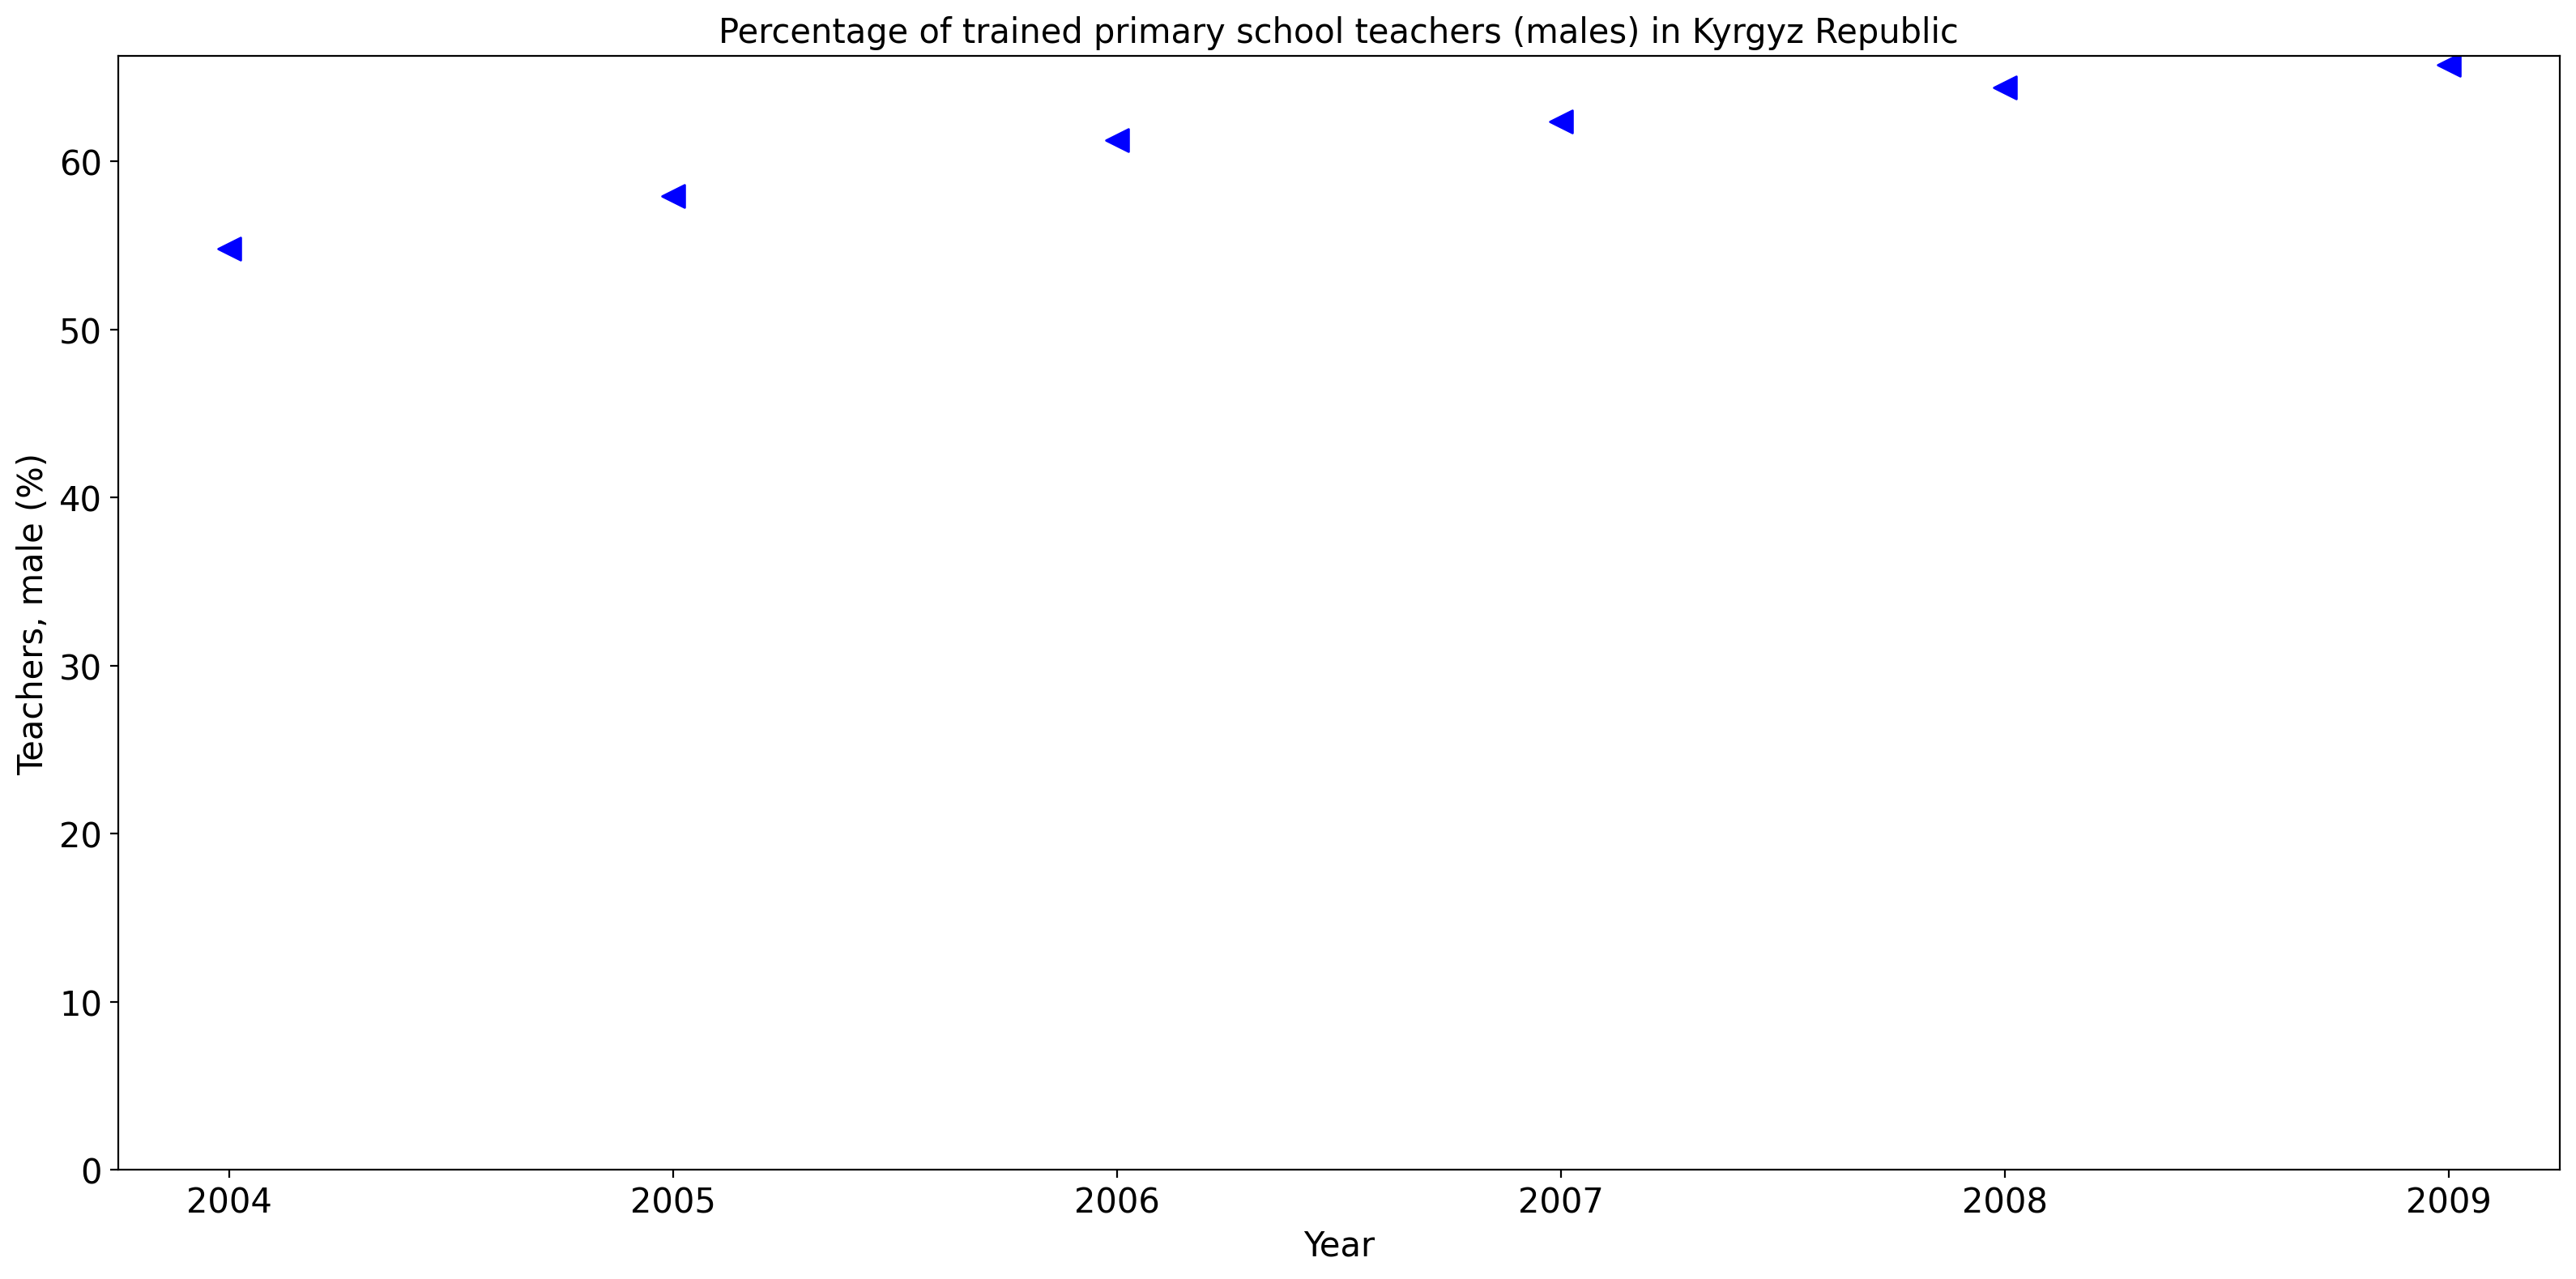 Percentage of trained primary school teachers (males) in Kyrgyz Republic
Teachers, male (%)
60
50
40
30
20
10
0
2004 2005 2006 2007 2008 2009
Year